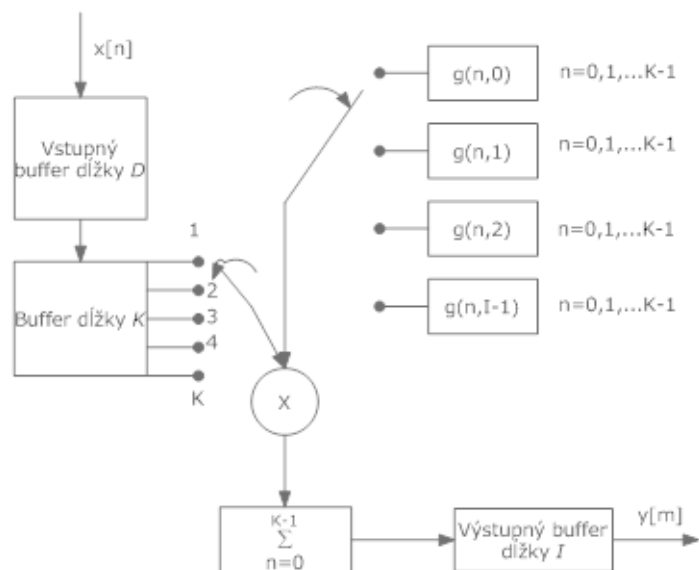 x[n]
Vstupný
buffer dĺžky D
Buffer dĺžky K
1
2
3
4
K
g(n,0) n=0,1,...K-1
g(n,1) n=0,1,...K-1
g(n,2) n=0,1,...K-1
g(n,I-1) n=0,1,...K-1
X
K-1
Σ
n=0
Výstupný buffer
dĺžky I
y[m]